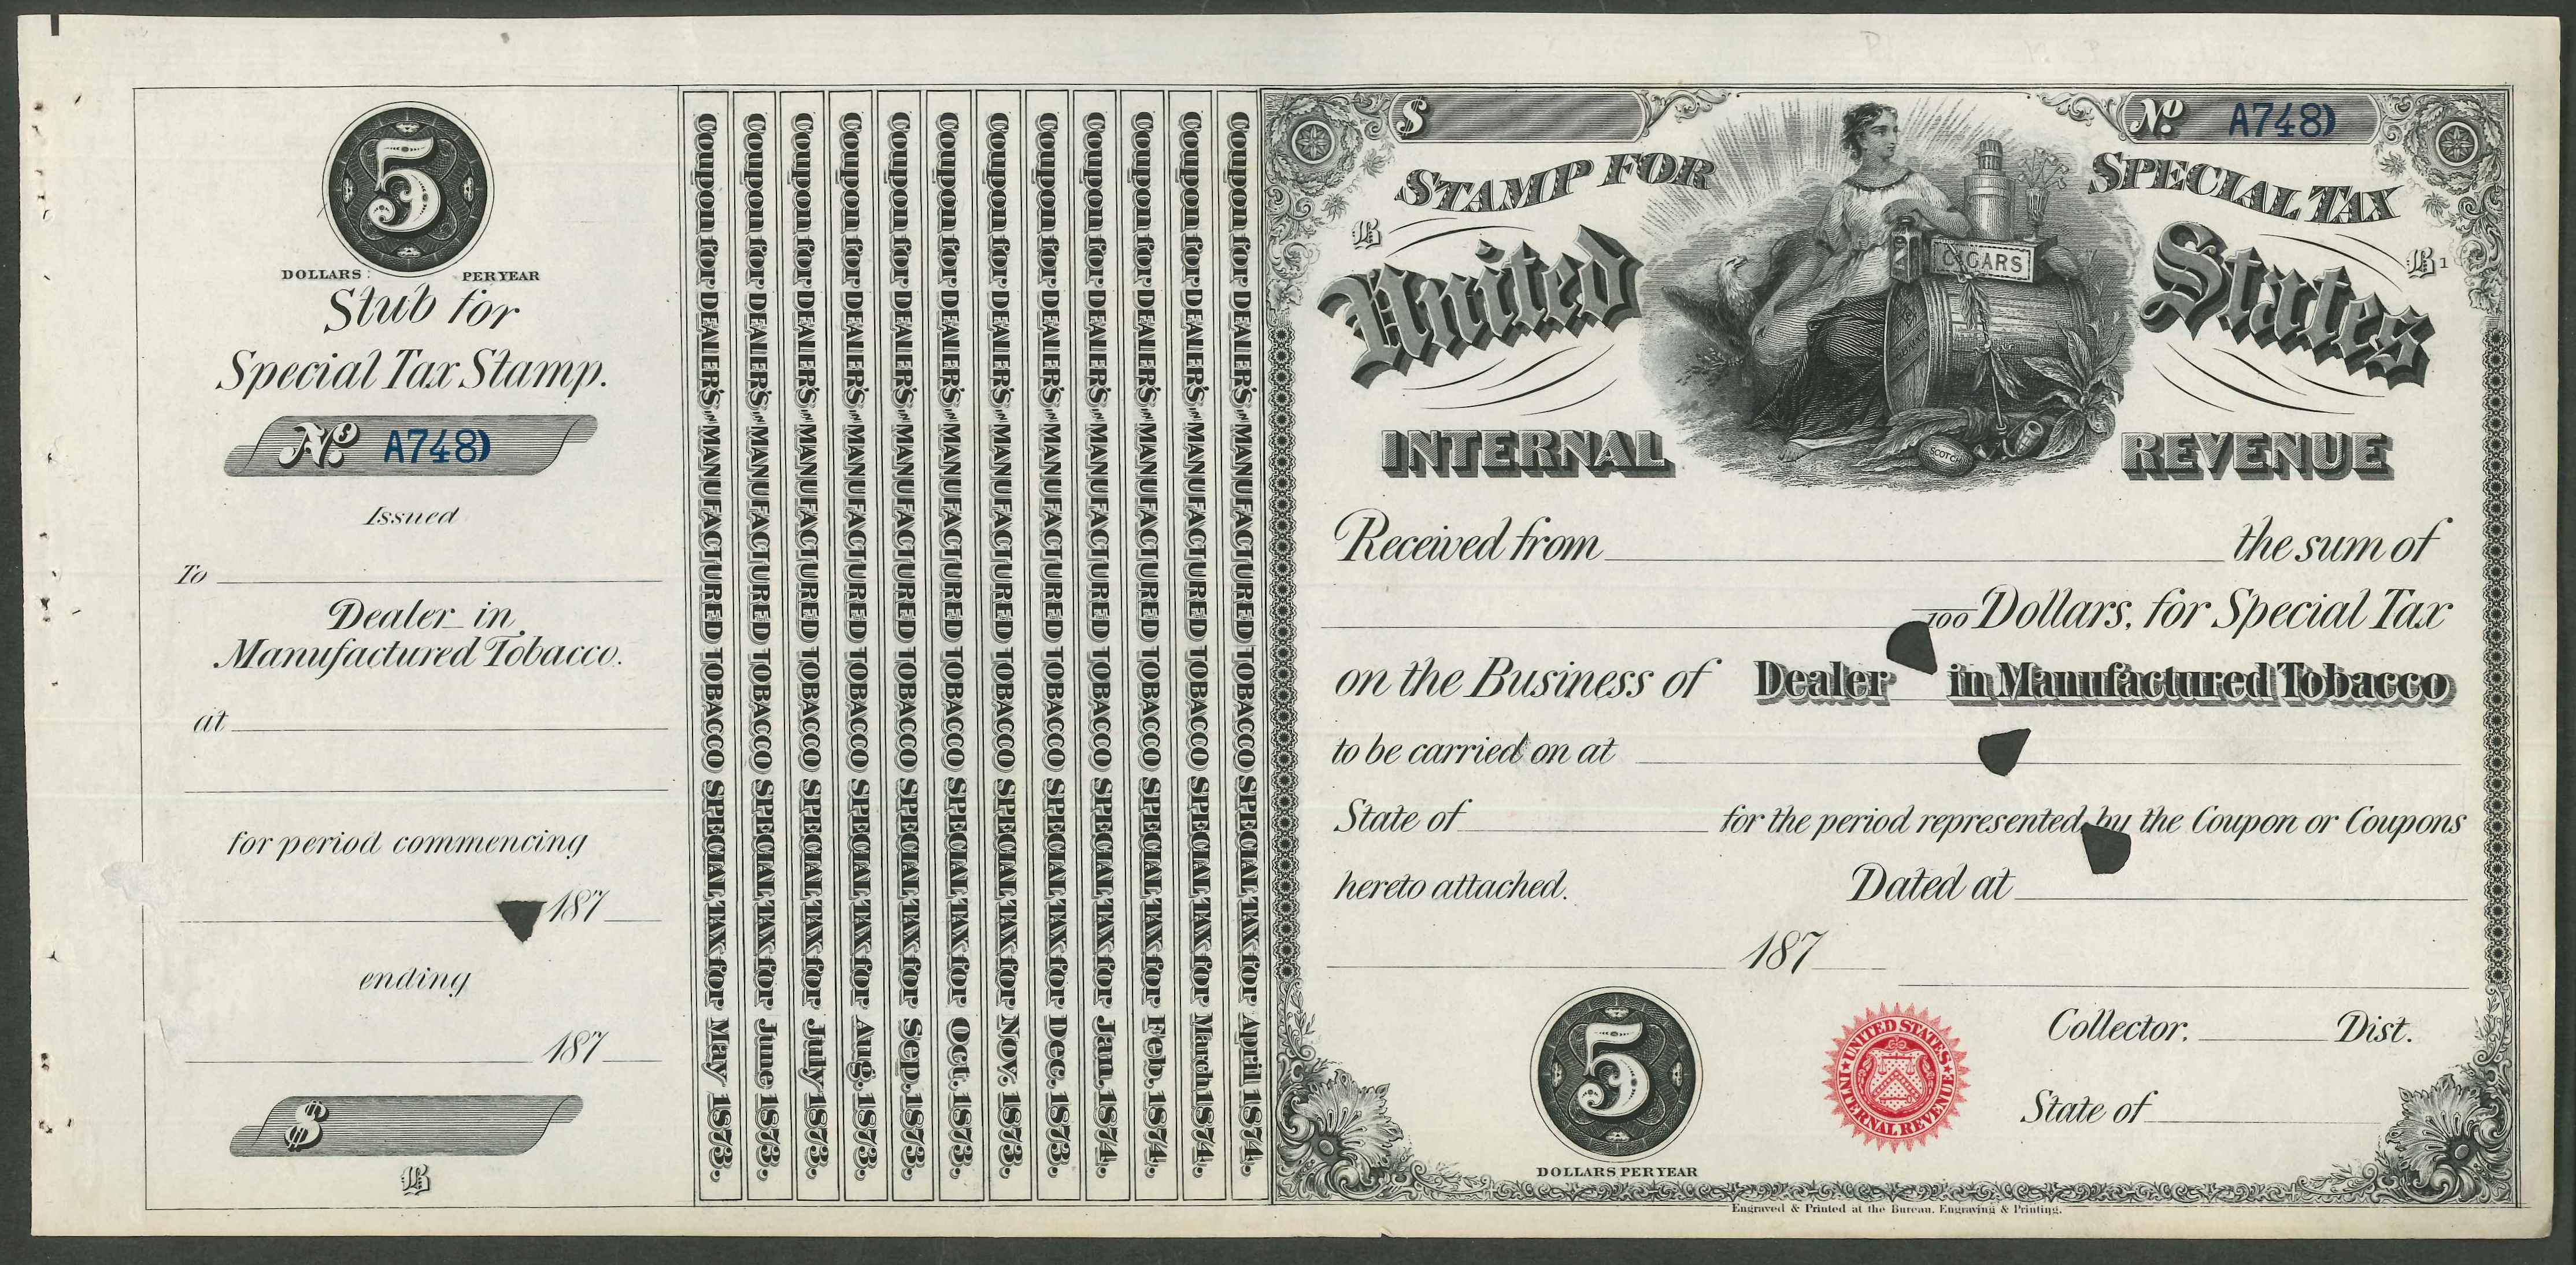 5
DOLLARS PER YEAR
Stub for
Special Tax Stamp.
No. A748)
Issued
To
Dealer in
Manufactured Tobacco.
at
for period commencing
187
ending
187
$
B
Coupon for DEALER'S IN MANUFACTURED TOBACCO SPECIAL TAX for May 1873.
Coupon for DEALER'S IN MANUFACTURED TOBACCO SPECIAL TAX for June 1873.
Coupon for DEALER'S IN MANUFACTURED TOBACCO SPECIAL TAX for July 1873.
Coupon for DEALER'S IN MANUFACTURED TOBACCO SPECIAL TAX for Aug. 1873.
Coupon for DEALER'S IN MANUFACTURED TOBACCO SPECIAL TAX for Sep. 1873.
Coupon for DEALER'S IN MANUFACTURED TOBACCO SPECIAL TAX for Oct. 1873.
Coupon for DEALER'S IN MANUFACTURED TOBACCO SPECIAL TAX for Nov. 1873.
Coupon for DEALER'S IN MANUFACTURED TOBACCO SPECIAL TAX for Dec. 1873.
Coupon for DEALER'S IN MANUFACTURED TOBACCO SPECIAL TAX for Jan. 1874.
Coupon for DEALER'S IN MANUFACTURED TOBACCO SPECIAL TAX for Feb. 1874.
Coupon for DEALER'S IN MANUFACTURED TOBACCO SPECIAL TAX for March 1874.
Coupon for DEALER'S IN MANUFACTURED TOBACCO SPECIAL TAX for April 1874.
$ No. A748)
STAMP FOR SPECIAL TAX
B B 1
United States
CIGARS
INTERNAL REVENUE
SCOTCH
Received from the sum of
100 Dollars, for Special Tax
on the Business of Dealer in Manufactured Tobacco
to be carried on at
State of for the period represented by the Coupon or Coupons
hereto attached. Dated at
187
5
DOLLARS PER YEAR
UNITED STATES INTERNAL REVENUE
Collector. Dist.
State of
Engraved & Printed at the Bureau, Engraving & Printing.